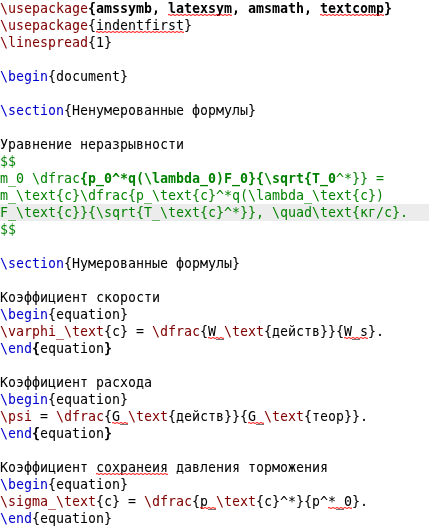 \usepackage{amssymb, latexsym, amsmath, textcomp}
\usepackage{indentfirst}
\linespread{1}
\begin{document}
\section{Ненумерованные формулы}
Уравнение неразрывности
$$
m_0 \dfrac{p_0^*q(\lambda_0)F_0}{\sqrt{T_0^*}} =
m_\text{c}\dfrac{p_\text{c}^*q(\lambda_\text{c})
F_\text{c}}{\sqrt{T_\text{c}^*}}, \quad\text{кг/с}.
$$
\section{Нумерованные формулы}
Коэффициент скорости
\begin{equation}
\varphi_\text{c} = \dfrac{W_\text{действ}}{W_s}.
\end{equation}
Коэффициент расхода
\begin{equation}
\psi = \dfrac{G_\text{действ}}{G_\text{теор}}.
\end{equation}
Коэффициент сохранеия давления торможения
\begin{equation}
\sigma_\text{c} = \dfrac{p_\text{c}^*}{p^*_0}.
\end{equation}